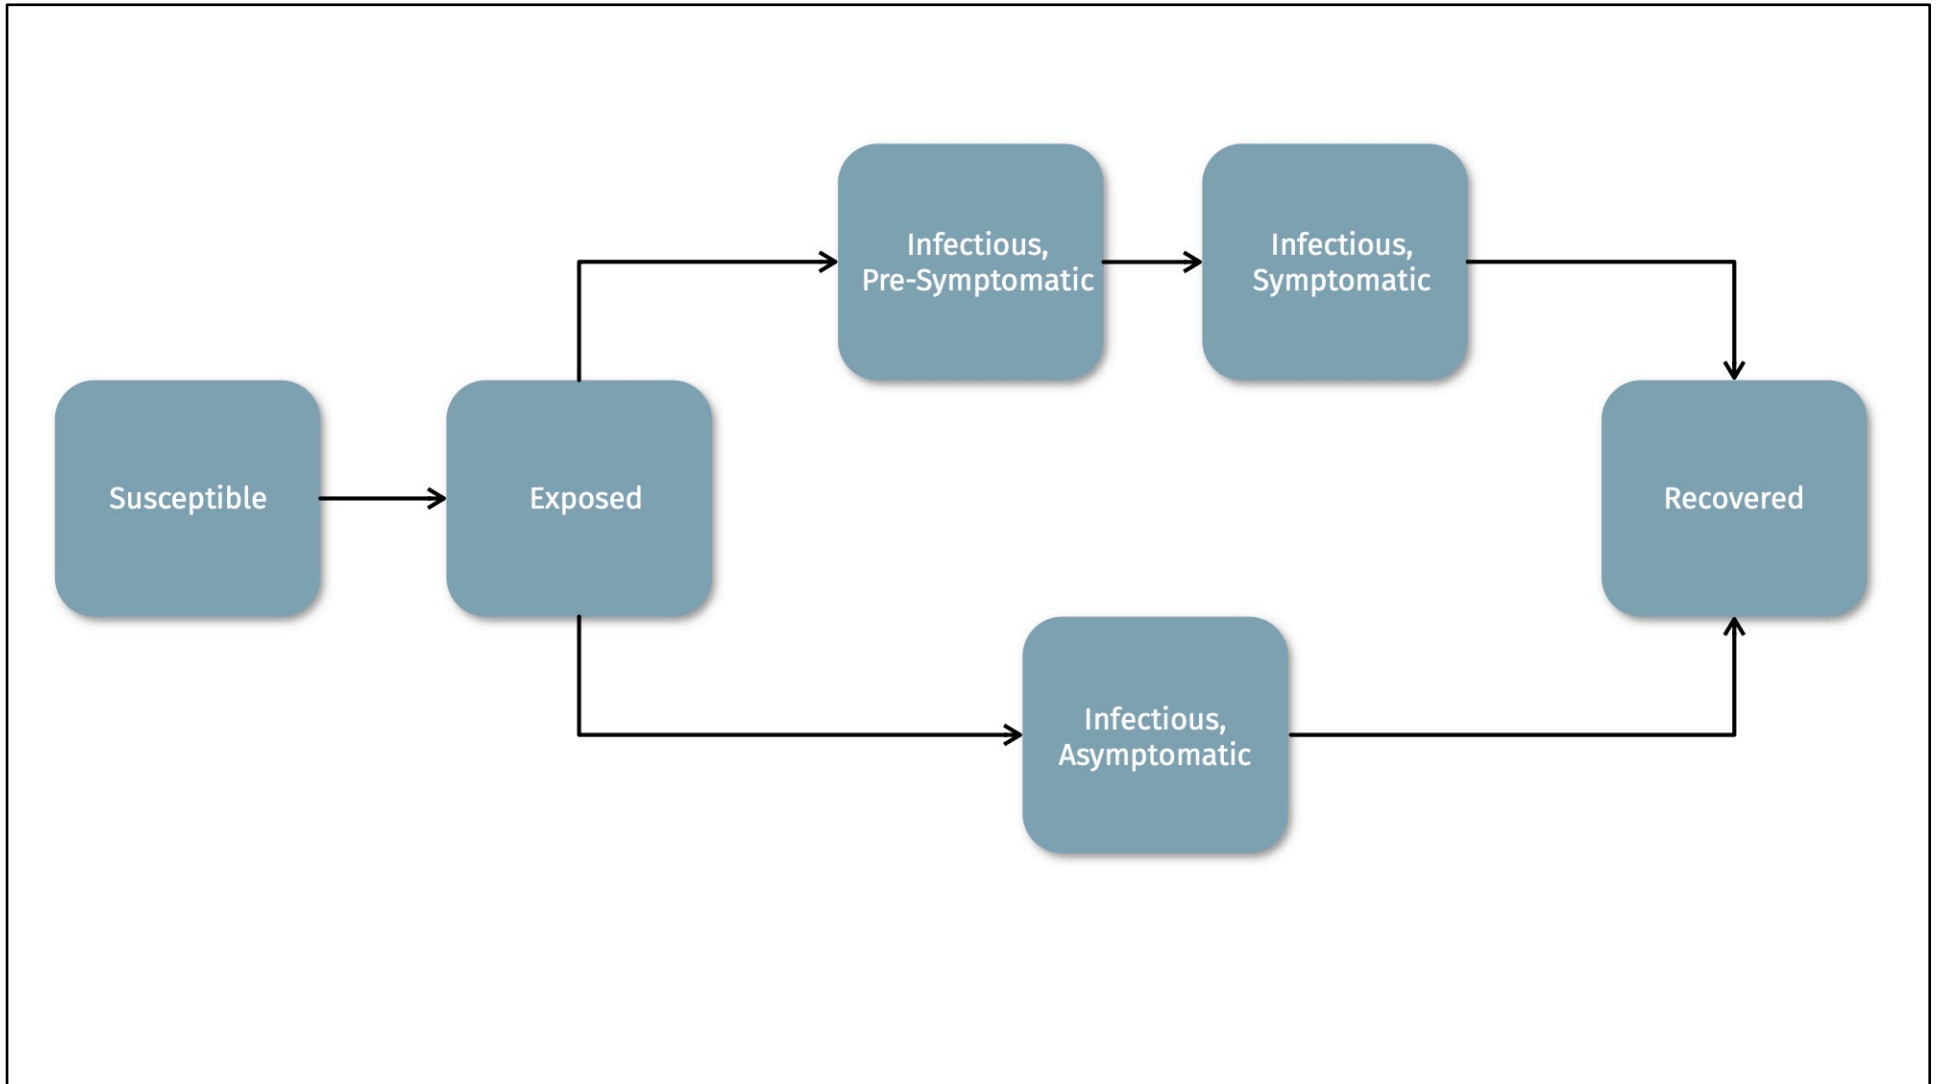 Susceptible
Exposed
Infectious,
Pre-Symptomatic
Infectious,
Symptomatic
Infectious,
Asymptomatic
Recovered